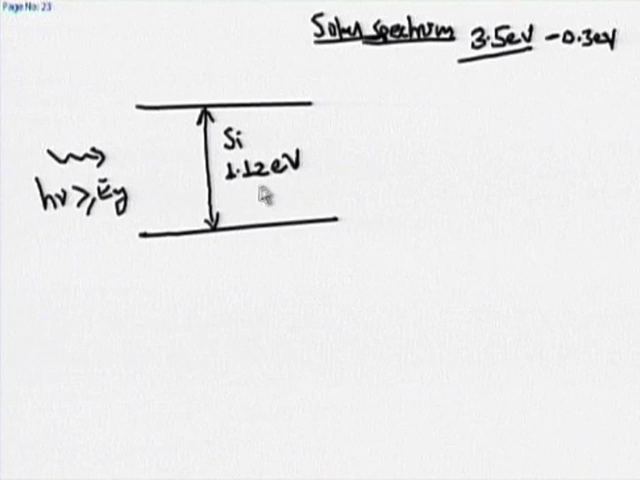 Page No: 23
Solar spectrum 3.5eV - 0.3eV
Si
1.12eV
hν ≥ Eg